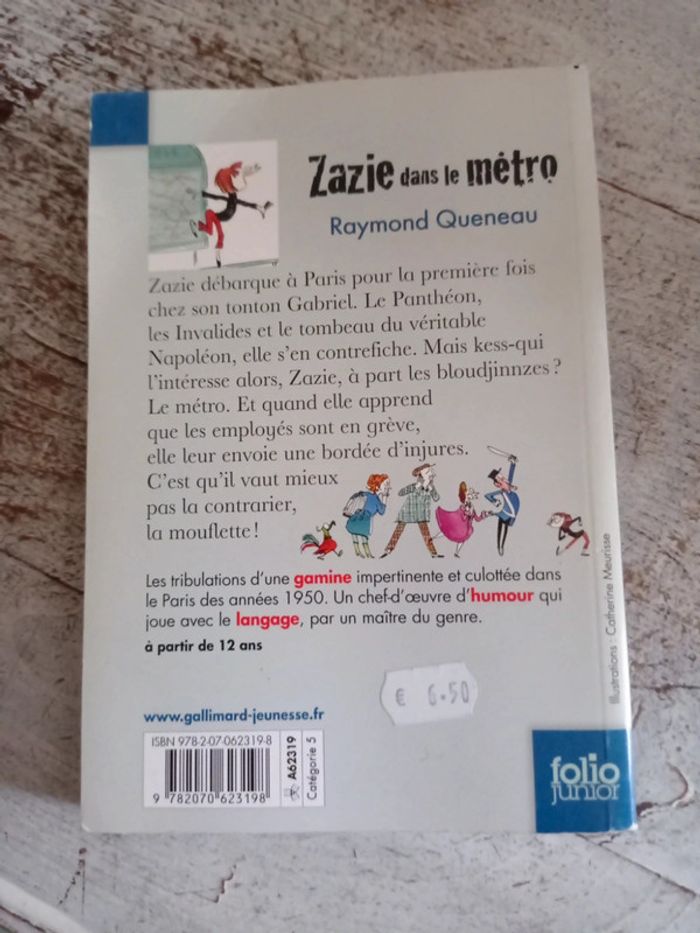 Zazie dans le métro
Raymond Queneau
Zazie débarque à Paris pour la première fois
chez son tonton Gabriel. Le Panthéon,
les Invalides et le tombeau du véritable
Napoléon, elle s'en contrefiche. Mais kess-qui
l'intéresse alors, Zazie, à part les bloudjinnzes ?
Le métro. Et quand elle apprend
que les employés sont en grève,
elle leur envoie une bordée d'injures.
C'est qu'il vaut mieux
pas la contrarier,
la mouflette !
Les tribulations d'une gamine impertinente et culottée dans
le Paris des années 1950. Un chef-d'œuvre d'humour qui
joue avec le langage, par un maître du genre.
à partir de 12 ans
Illustrations · Catherine Meurisse
€ 6.50
www.gallimard-jeunesse.fr
ISBN 978-2-07-062319-8
9 782070 623198
A62319
Catégorie 5
folio
junior